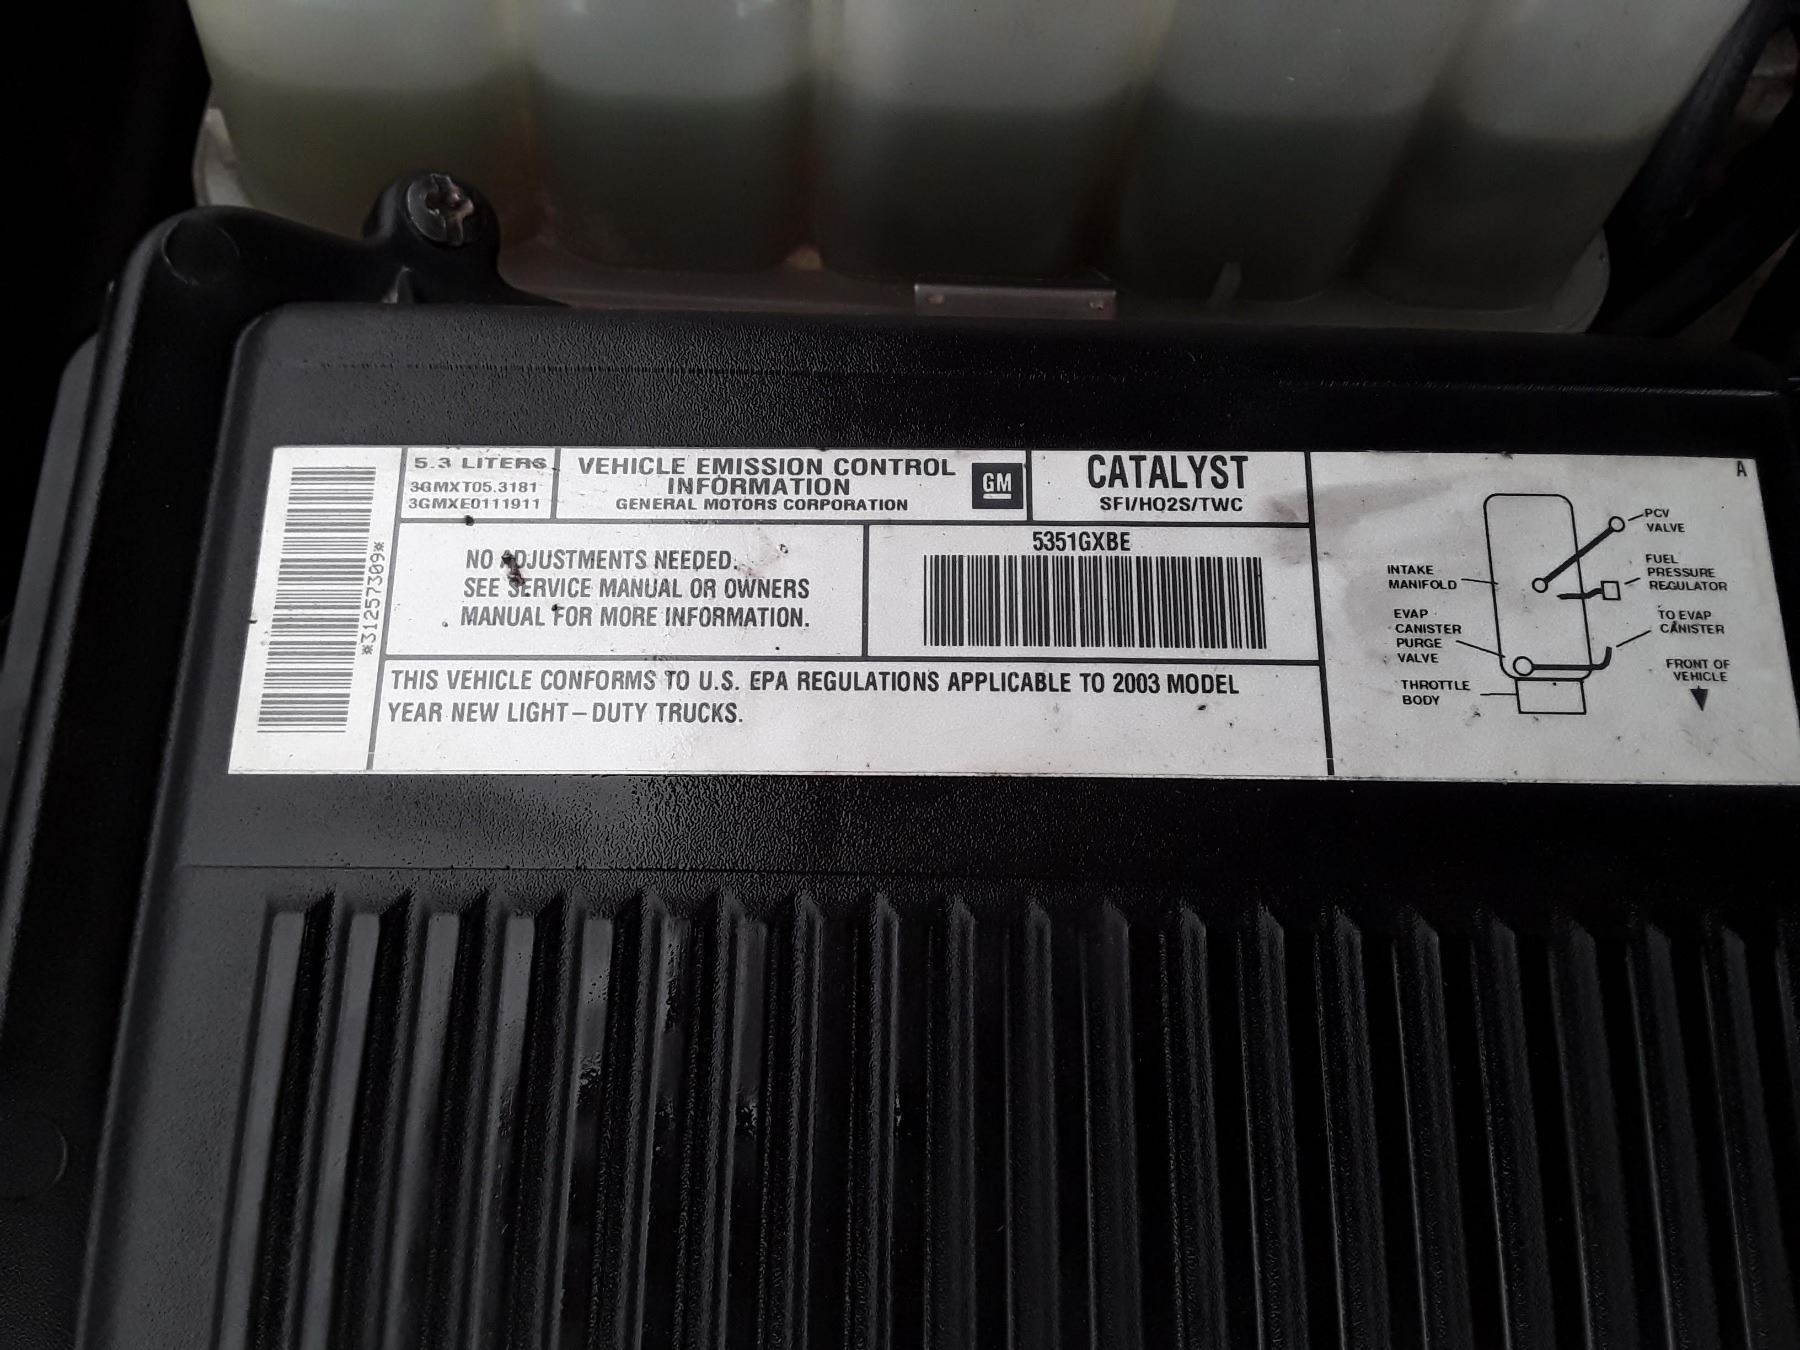 *31257309*
5.3 LITERS
3GMXT05.3181
3GMXE0111911
VEHICLE EMISSION CONTROL
INFORMATION
GENERAL MOTORS CORPORATION
GM
CATALYST
SFI/HO2S/TWC
NO ADJUSTMENTS NEEDED.
SEE SERVICE MANUAL OR OWNERS
MANUAL FOR MORE INFORMATION.
5351GXBE
THIS VEHICLE CONFORMS TO U.S. EPA REGULATIONS APPLICABLE TO 2003 MODEL
YEAR NEW LIGHT-DUTY TRUCKS.
A
PCV
VALVE
FUEL
PRESSURE
REGULATOR
INTAKE
MANIFOLD
EVAP
CANISTER
PURGE
VALVE
TO EVAP
CANISTER
THROTTLE
BODY
FRONT OF
VEHICLE